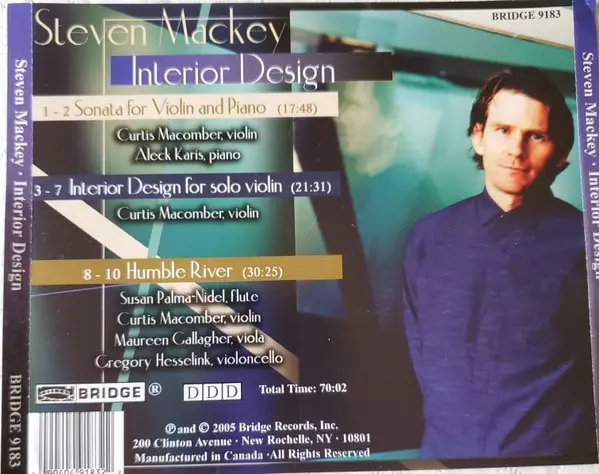 BRIDGE 9183
Steven Mackey
Interior Design
1 - 2 Sonata for Violin and Piano (17:48)
Curtis Macomber, violin
Aleck Karis, piano
3 - 7 Interior Design for solo violin (21:31)
Curtis Macomber, violin
8 - 10 Humble River (30:25)
Susan Palma-Nidel, flute
Curtis Macomber, violin
Maureen Gallagher, viola
Gregory Hesselink, violoncello
BRIDGE ® DDD Total Time: 70:02
℗ and © 2005 Bridge Records, Inc.
200 Clinton Avenue · New Rochelle, NY · 10801
Manufactured in Canada · All Rights Reserved
Steven Mackey · Interior Design BRIDGE 9183
Steven Mackey · Interior Design BRIDGE 9183